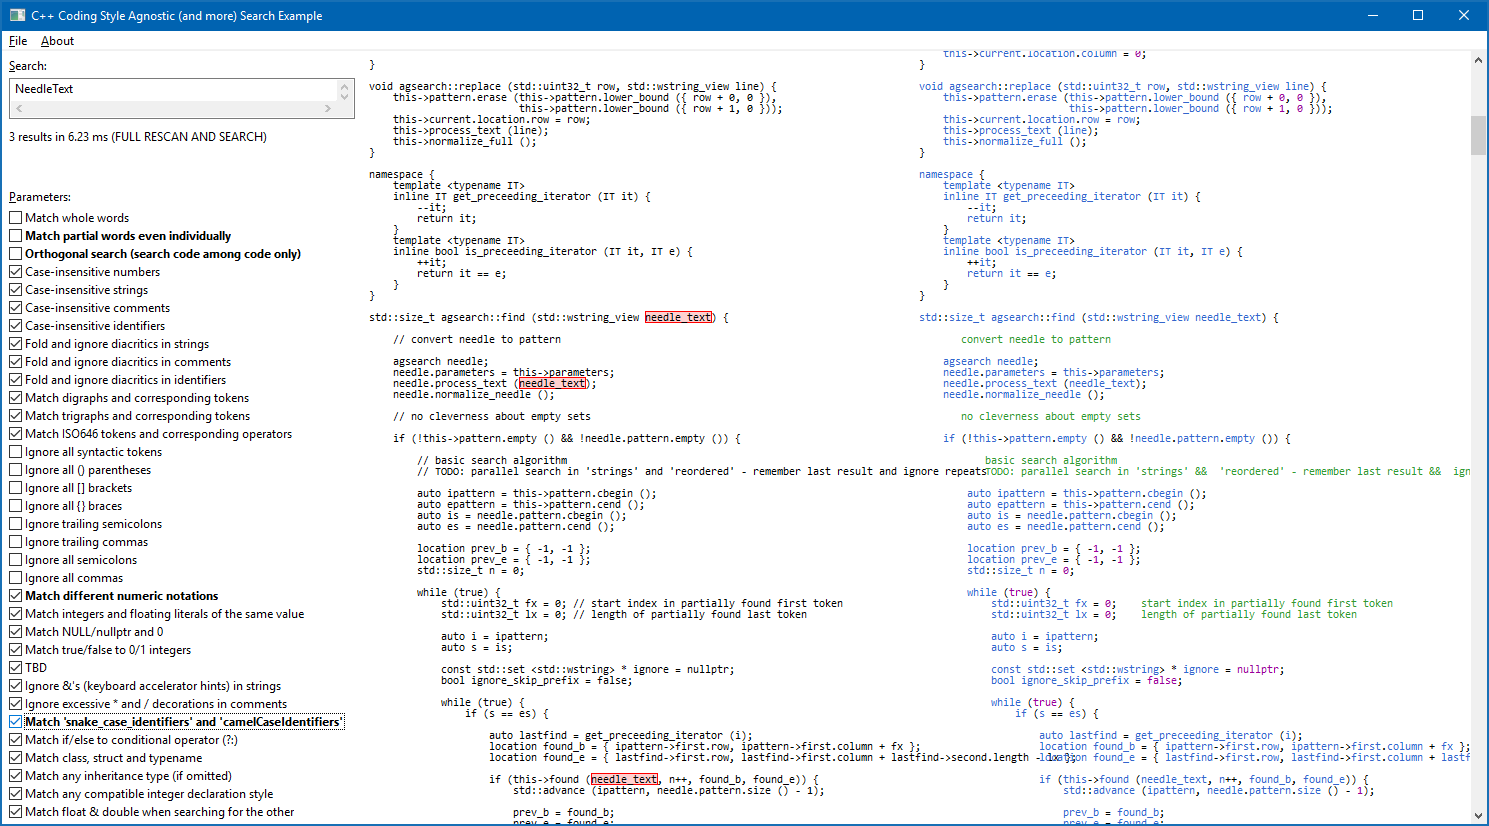 C++ Coding Style Agnostic (and more) Search Example
File About
Search:
NeedleText
3 results in 6.23 ms (FULL RESCAN AND SEARCH)
Parameters:
Match whole words
Match partial words even individually
Orthogonal search (search code among code only)
Case-insensitive numbers
Case-insensitive strings
Case-insensitive comments
Case-insensitive identifiers
Fold and ignore diacritics in strings
Fold and ignore diacritics in comments
Fold and ignore diacritics in identifiers
Match digraphs and corresponding tokens
Match trigraphs and corresponding tokens
Match ISO646 tokens and corresponding operators
Ignore all syntactic tokens
Ignore all () parentheses
Ignore all [] brackets
Ignore all {} braces
Ignore trailing semicolons
Ignore trailing commas
Ignore all semicolons
Ignore all commas
Match different numeric notations
Match integers and floating literals of the same value
Match NULL/nullptr and 0
Match true/false to 0/1 integers
TBD
Ignore &'s (keyboard accelerator hints) in strings
Ignore excessive * and / decorations in comments
Match 'snake_case_identifiers' and 'camelCaseIdentifiers'
Match if/else to conditional operator (?:)
Match class, struct and typename
Match any inheritance type (if omitted)
Match any compatible integer declaration style
Match float & double when searching for the other
}
void agsearch::replace (std::uint32_t row, std::wstring_view line) {
this->pattern.erase (this->pattern.lower_bound ({ row + 0, 0 }),
this->pattern.lower_bound ({ row + 1, 0 }));
this->current.location.row = row;
this->process_text (line);
this->normalize_full ();
}
namespace {
template <typename IT>
inline IT get_preceeding_iterator (IT it) {
--it;
return it;
}
template <typename IT>
inline bool is_preceeding_iterator (IT it, IT e) {
++it;
return it == e;
}
}
std::size_t agsearch::find (std::wstring_view needle_text) {
// convert needle to pattern
agsearch needle;
needle.parameters = this->parameters;
needle.process_text (needle_text);
needle.normalize_needle ();
// no cleverness about empty sets
if (!this->pattern.empty () && !needle.pattern.empty ()) {
// basic search algorithm
// TODO: parallel search in 'strings' and 'reordered' - remember last result and ignore repeats
auto ipattern = this->pattern.cbegin ();
auto epattern = this->pattern.cend ();
auto is = needle.pattern.cbegin ();
auto es = needle.pattern.cend ();
location prev_b = { -1, -1 };
location prev_e = { -1, -1 };
std::size_t n = 0;
while (true) {
std::uint32_t fx = 0; // start index in partially found first token
std::uint32_t lx = 0; // length of partially found last token
auto i = ipattern;
auto s = is;
const std::set <std::wstring> * ignore = nullptr;
bool ignore_skip_prefix = false;
while (true) {
if (s == es) {
auto lastfind = get_preceeding_iterator (i);
location found_b = { ipattern->first.row, ipattern->first.column + fx };
location found_e = { lastfind->first.row, lastfind->first.column + lastfind->second.length - lx };
if (this->found (needle_text, n++, found_b, found_e)) {
std::advance (ipattern, needle.pattern.size () - 1);
prev_b = found_b;
prev_e = found_e;
this->current.location.column = 0;
}
void agsearch::replace (std::uint32_t row, std::wstring_view line) {
this->pattern.erase (this->pattern.lower_bound ({ row + 0, 0 }),
this->pattern.lower_bound ({ row + 1, 0 }));
this->current.location.row = row;
this->process_text (line);
this->normalize_full ();
}
namespace {
template <typename IT>
inline IT get_preceeding_iterator (IT it) {
--it;
return it;
}
template <typename IT>
inline bool is_preceeding_iterator (IT it, IT e) {
++it;
return it == e;
}
}
std::size_t agsearch::find (std::wstring_view needle_text) {
convert needle to pattern
agsearch needle;
needle.parameters = this->parameters;
needle.process_text (needle_text);
needle.normalize_needle ();
no cleverness about empty sets
if (!this->pattern.empty () && !needle.pattern.empty ()) {
basic search algorithm
TODO: parallel search in 'strings' && 'reordered' - remember last result && ign
auto ipattern = this->pattern.cbegin ();
auto epattern = this->pattern.cend ();
auto is = needle.pattern.cbegin ();
auto es = needle.pattern.cend ();
location prev_b = { -1, -1 };
location prev_e = { -1, -1 };
std::size_t n = 0;
while (true) {
std::uint32_t fx = 0; start index in partially found first token
std::uint32_t lx = 0; length of partially found last token
auto i = ipattern;
auto s = is;
const std::set <std::wstring> * ignore = nullptr;
bool ignore_skip_prefix = false;
while (true) {
if (s == es) {
auto lastfind = get_preceeding_iterator (i);
location found_b = { ipattern->first.row, ipattern->first.column + fx };
location found_e = { lastfind->first.row, lastfind->first.column + lastf
if (this->found (needle_text, n++, found_b, found_e)) {
std::advance (ipattern, needle.pattern.size () - 1);
prev_b = found_b;
prev_e = found_e;